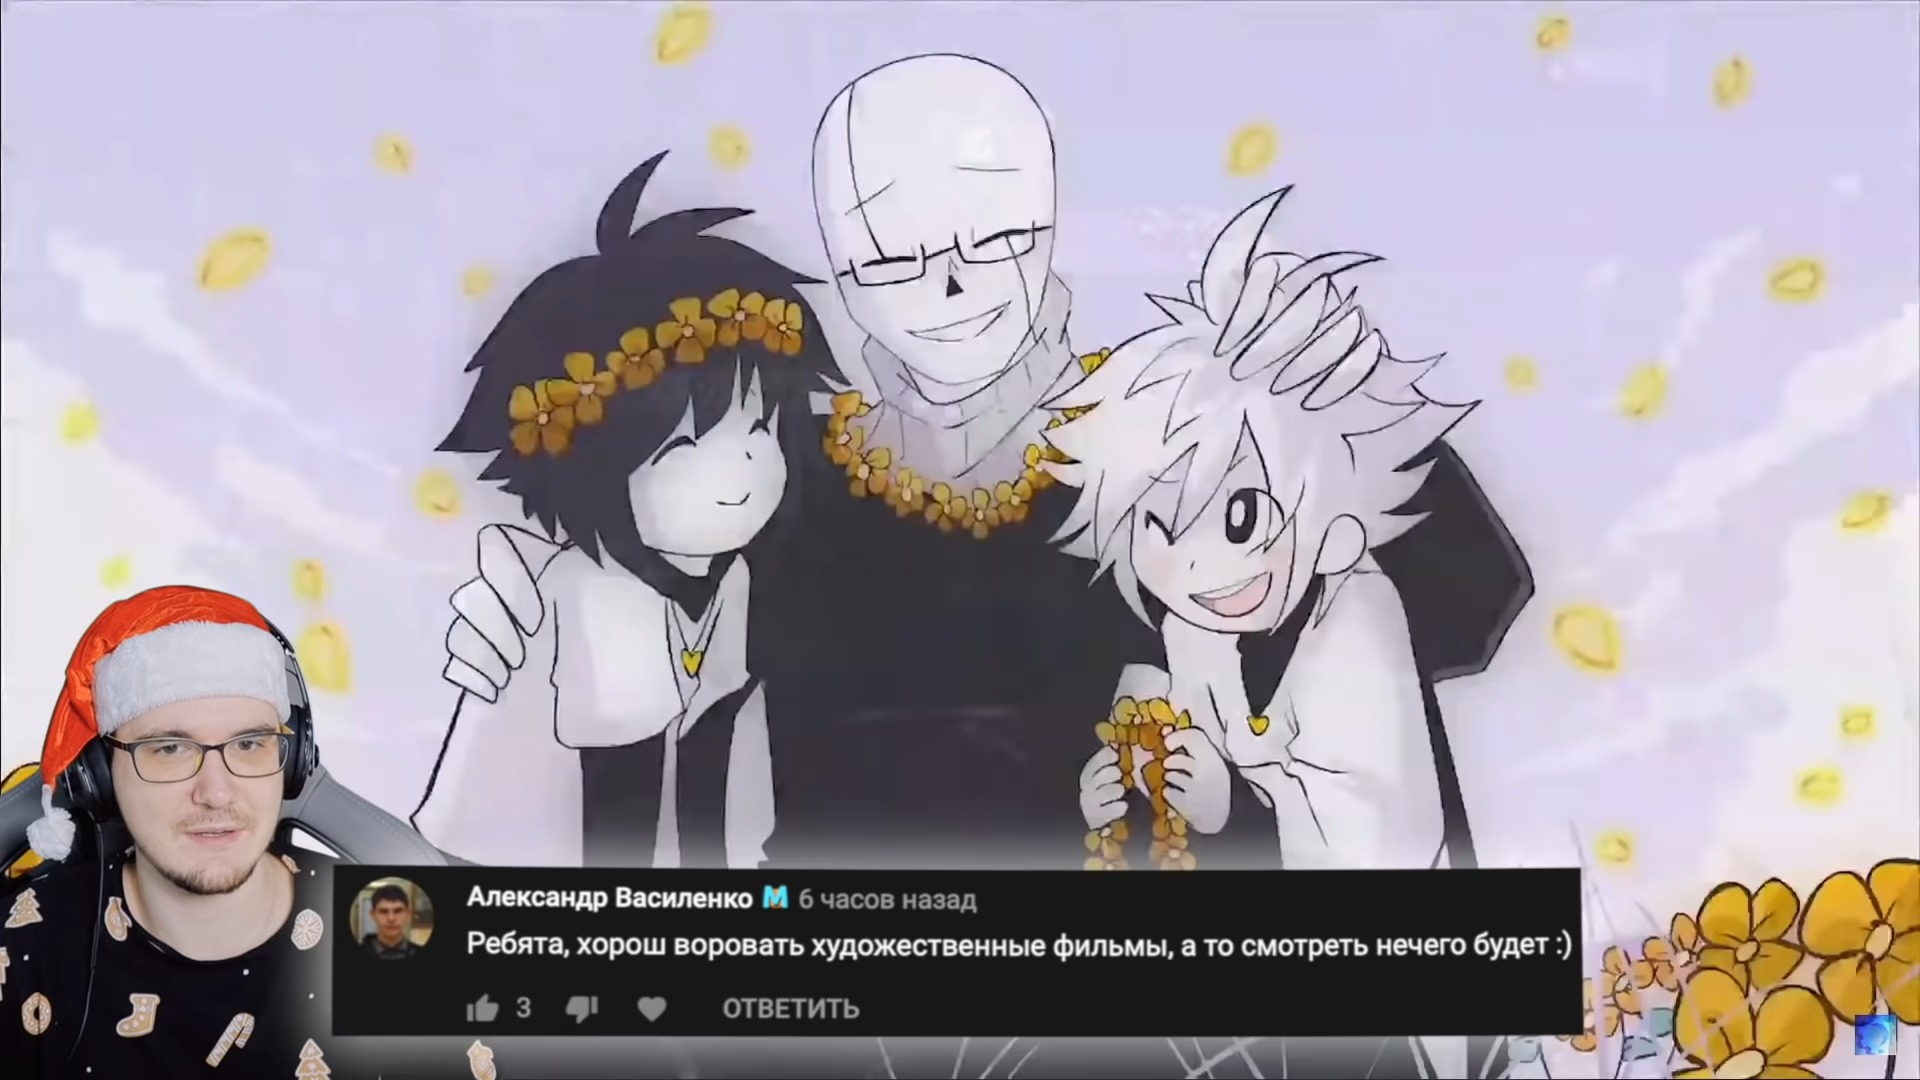 Александр Василенко M 6 часов назад
Ребята, хорош воровать художественные фильмы, а то смотреть нечего будет :)
3 ОТВЕТИТЬ